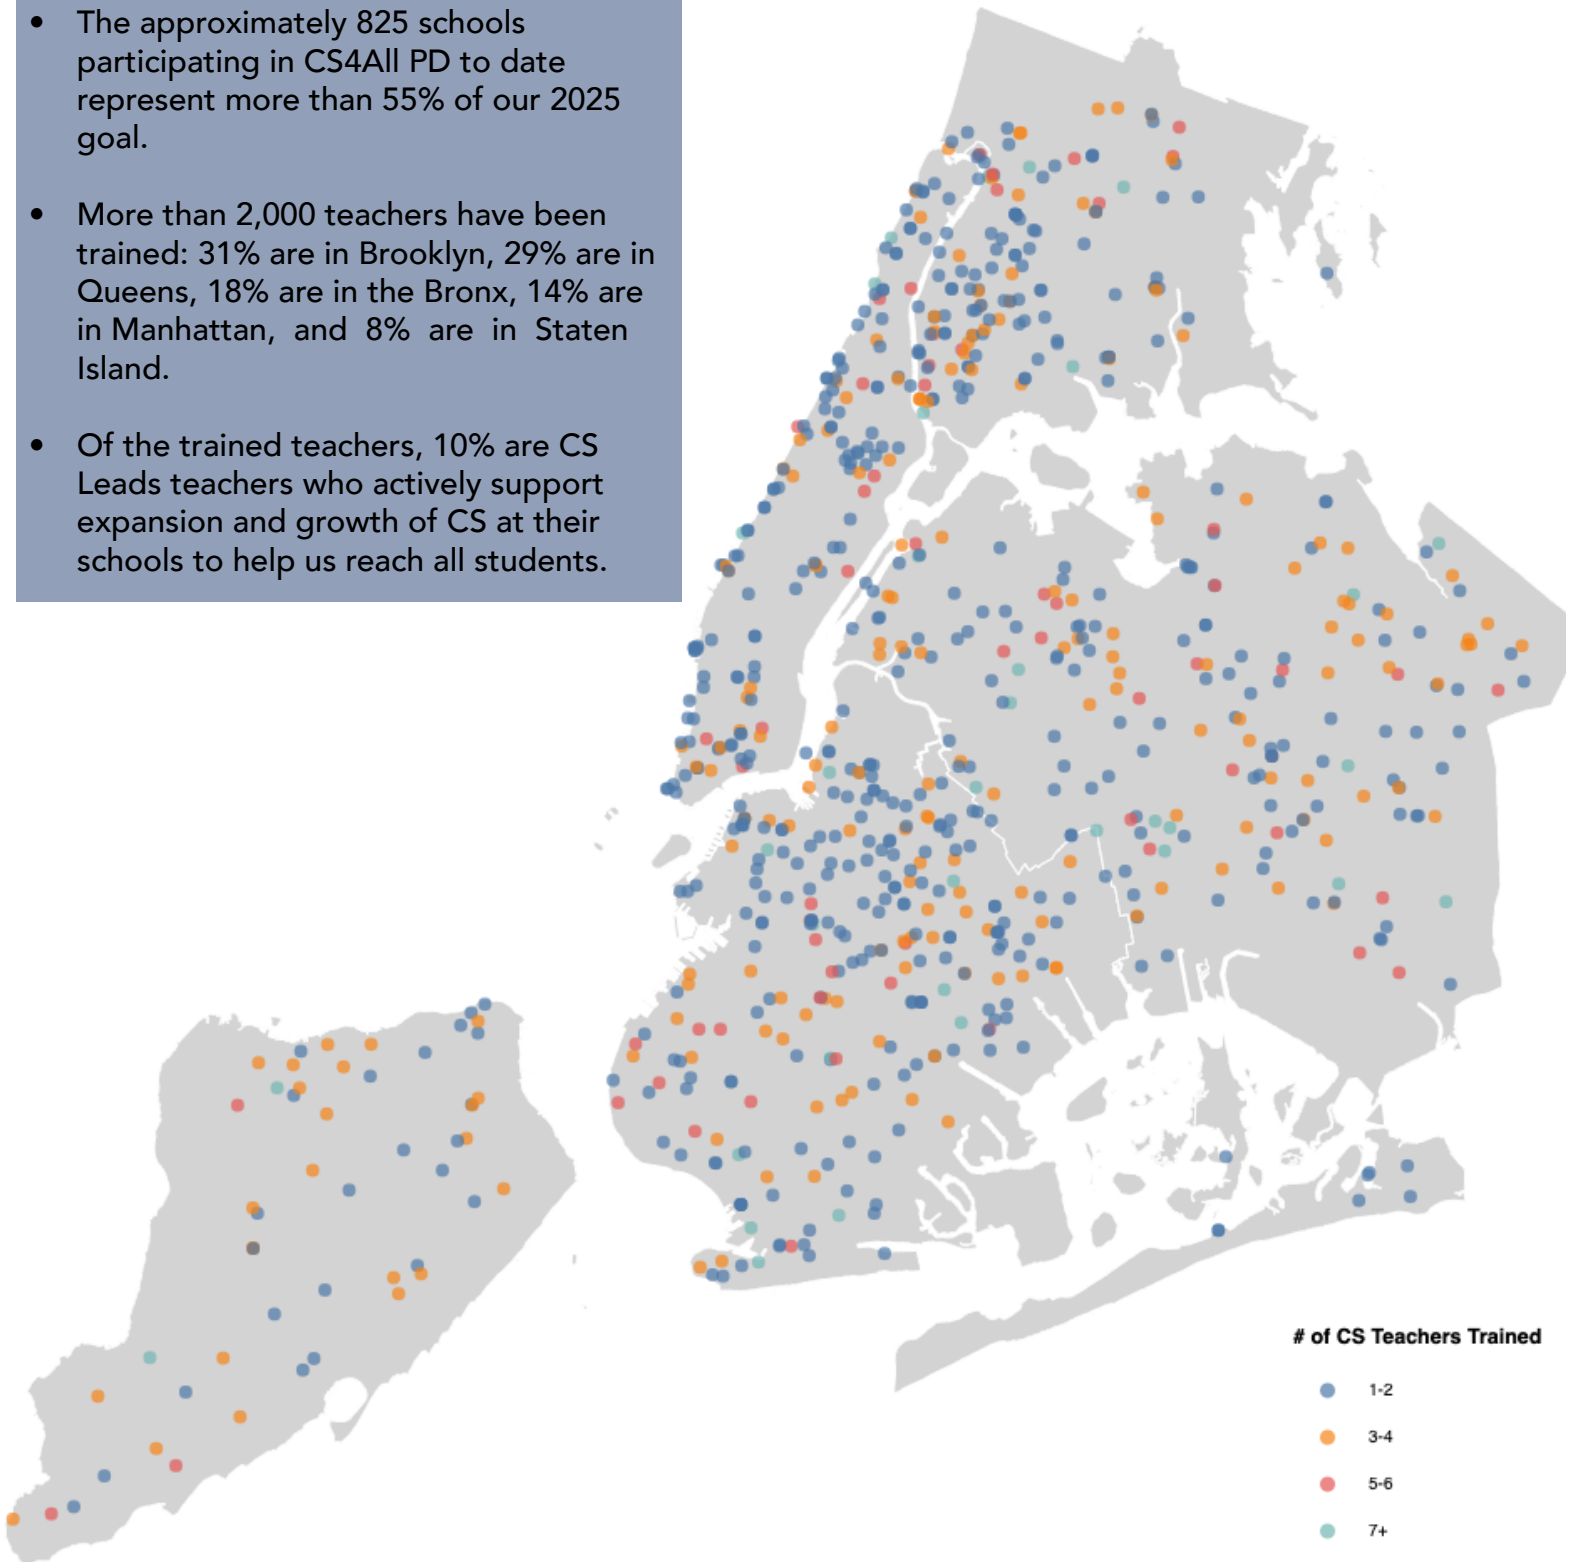 • The approximately 825 schools
participating in CS4All PD to date
represent more than 55% of our 2025
goal.
• More than 2,000 teachers have been
trained: 31% are in Brooklyn, 29% are in
Queens, 18% are in the Bronx, 14% are
in Manhattan, and 8% are in Staten
Island.
• Of the trained teachers, 10% are CS
Leads teachers who actively support
expansion and growth of CS at their
schools to help us reach all students.
# of CS Teachers Trained
1-2
3-4
5-6
7+